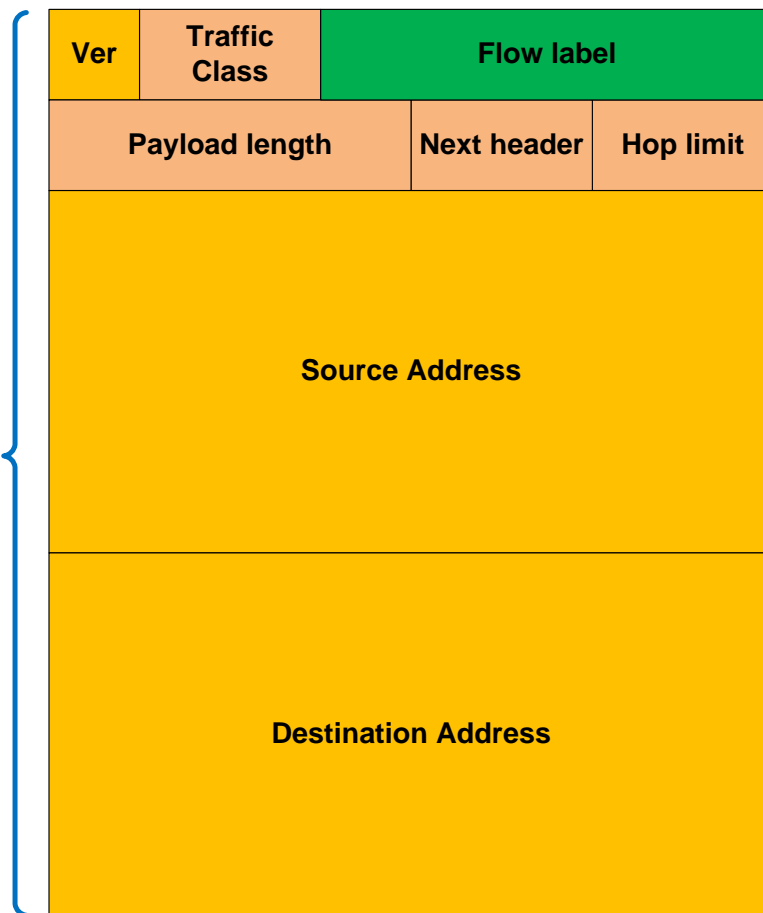 Ver
Traffic
Class
Flow label
Payload length
Next header
Hop limit
Source Address
Destination Address